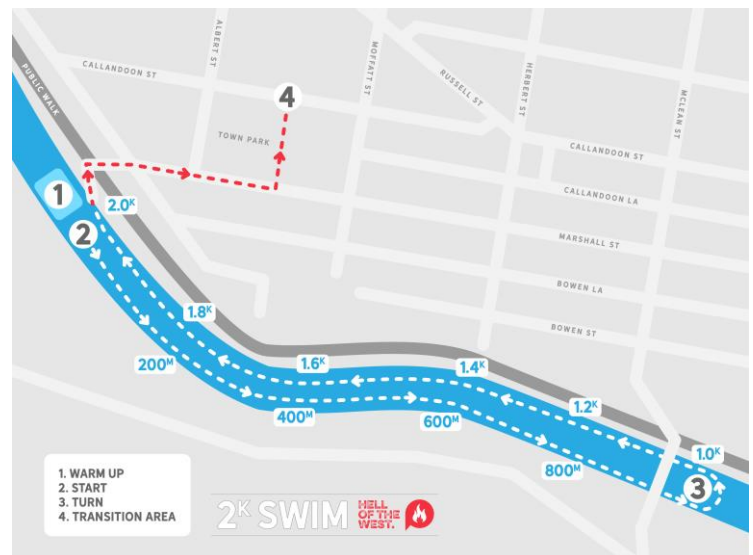 ALBERT ST
MOFFATT ST
CALLANDOON ST
PUBLIC WALK
RUSSELL ST
HERBERT ST
MCLEAN ST
4
TOWN PARK
CALLANDOON ST
CALLANDOON LA
1
2.0K
2
MARSHALL ST
BOWEN LA
BOWEN ST
1.8K
200M
1.6K
1.4K
400M
600M
1.2K
1.0K
800M
3
1. WARM UP
2. START
3. TURN
4. TRANSITION AREA
2K SWIM
HELL
OF THE
WEST.